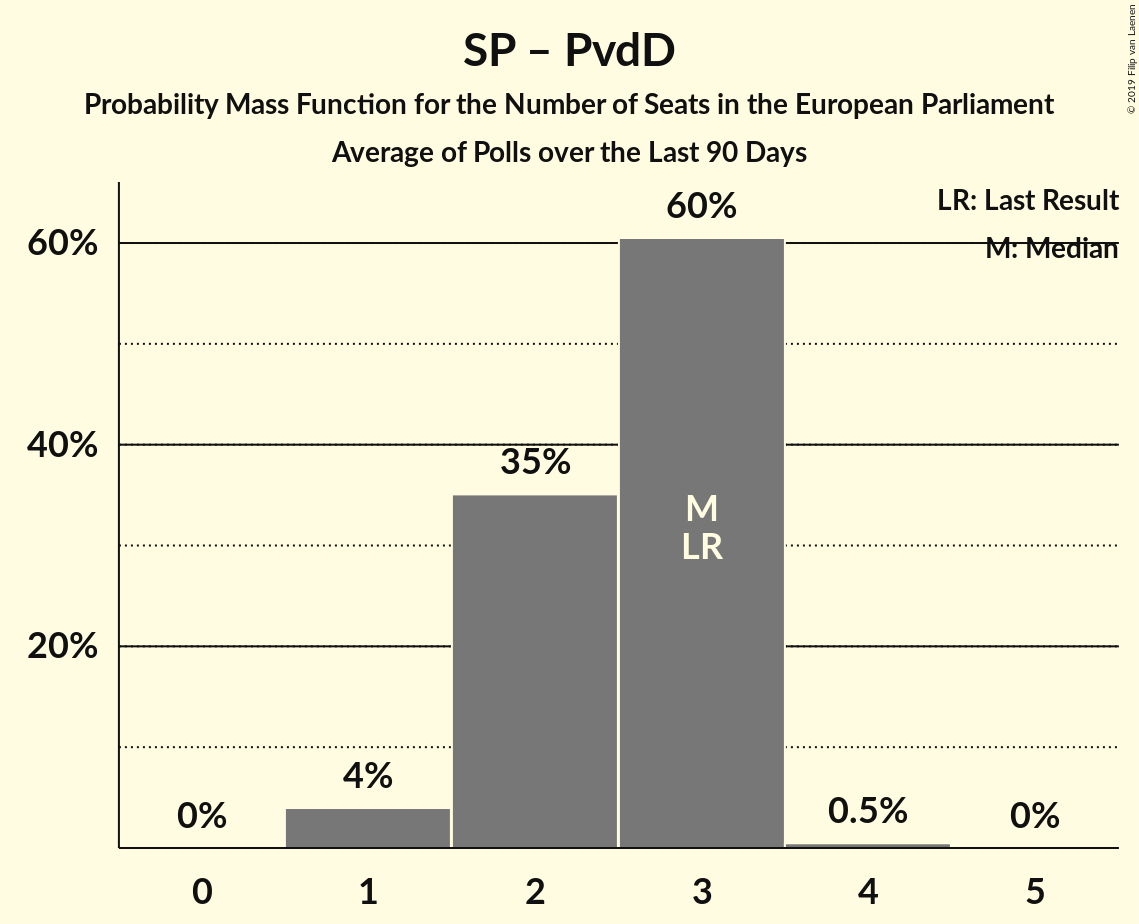 SP – PvdD
Probability Mass Function for the Number of Seats in the European Parliament
Average of Polls over the Last 90 Days
© 2019 Filip van Laenen
LR: Last Result
M: Median
60%
40%
20%
0%
4%
35%
60%
M
LR
0.5%
0%
0
1
2
3
4
5